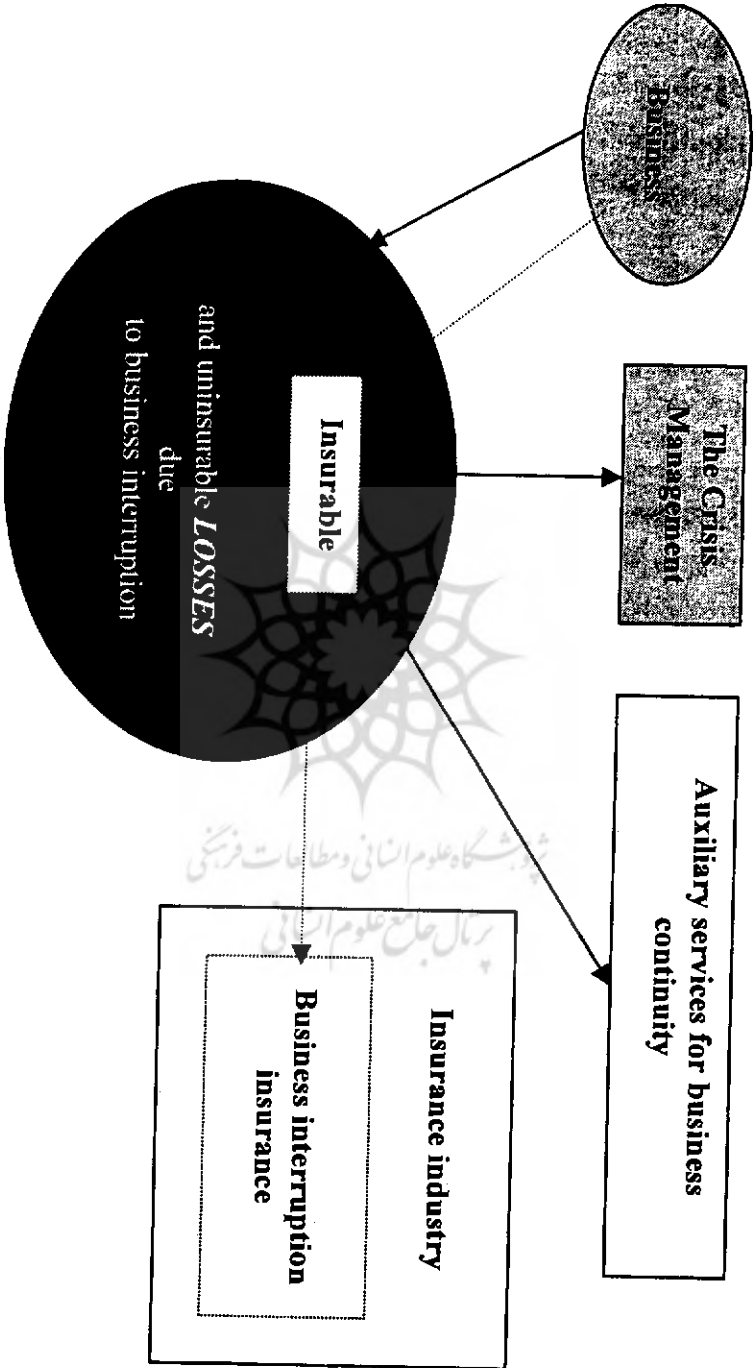 Business
The Crisis
Management
Auxiliary services for business
continuity
Insurable
and uninsurable LOSSES
due
to business interruption
Insurance industry
Business interruption
insurance
پژوهشگاه علوم انسانی و مطالعات فرهنگی
پرتال جامع علوم انسانی